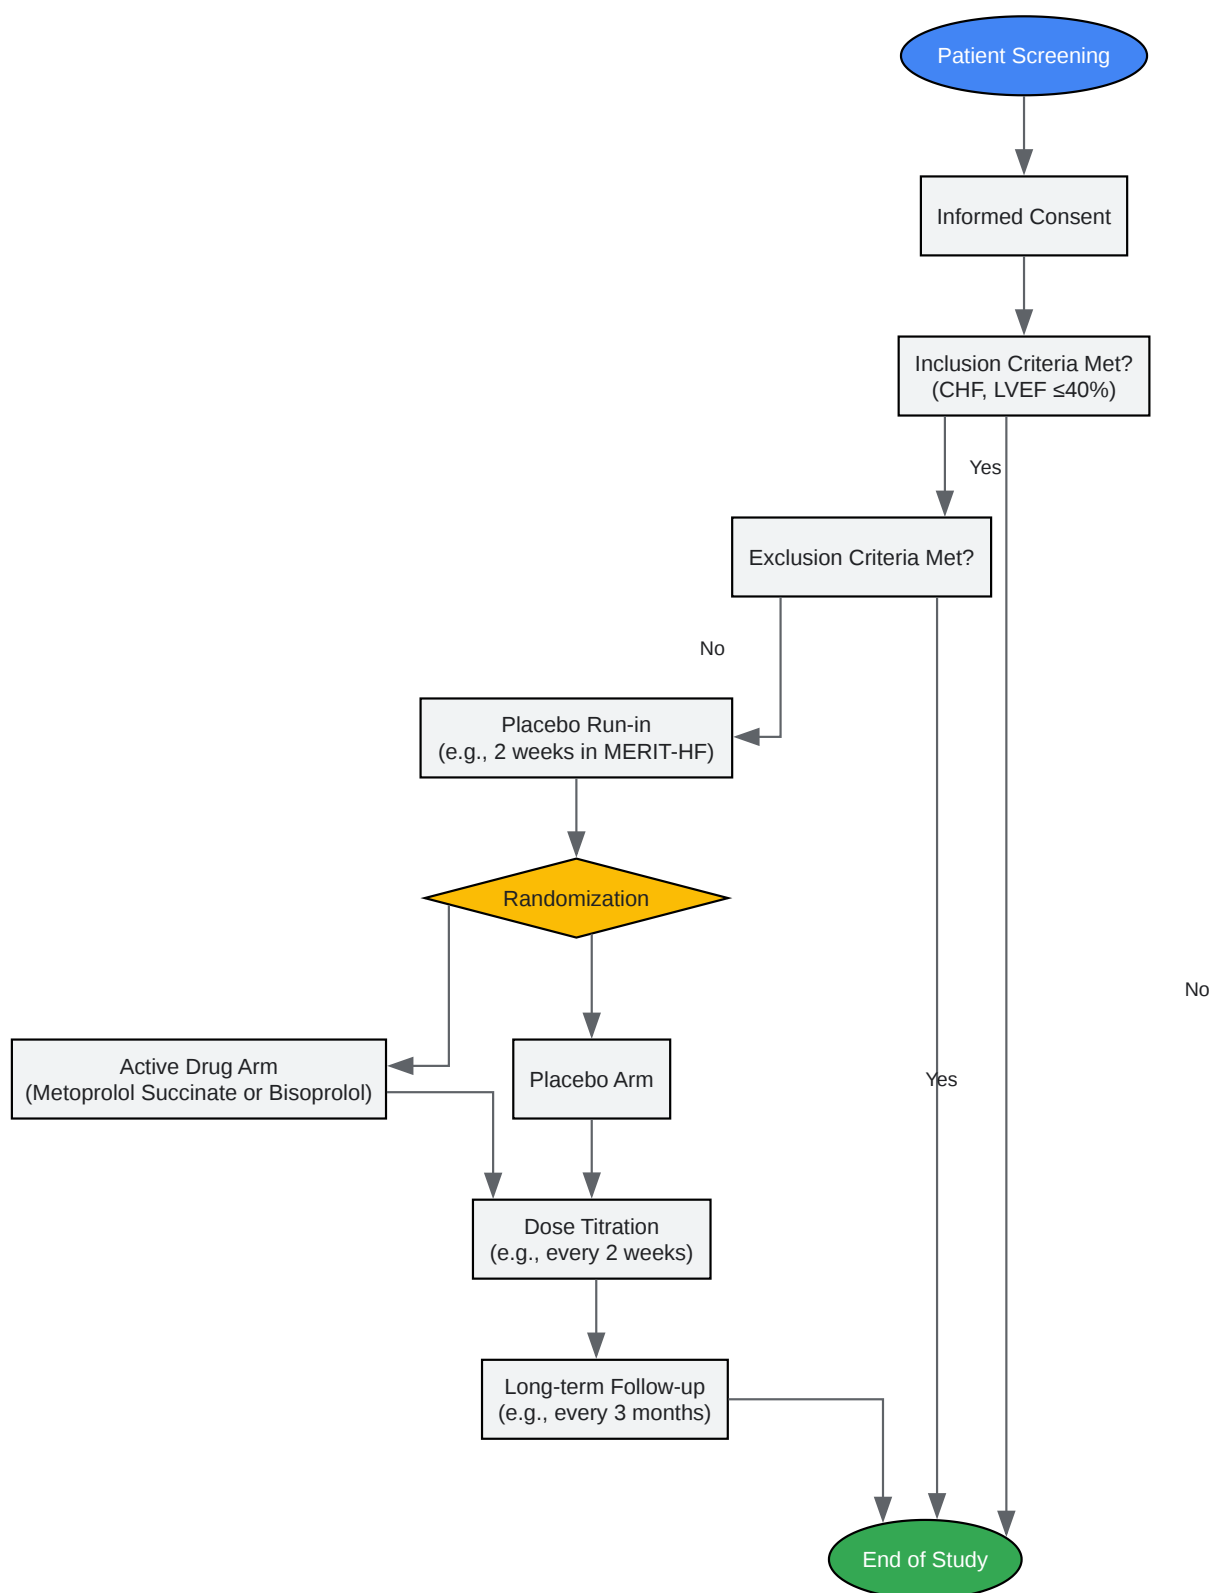 Patient Screening
Informed Consent
Inclusion Criteria Met?
(CHF, LVEF ≤40%)
Yes
Exclusion Criteria Met?
No
Placebo Run-in
(e.g., 2 weeks in MERIT-HF)
Randomization
No
Active Drug Arm
(Metoprolol Succinate or Bisoprolol)
Placebo Arm
Yes
Dose Titration
(e.g., every 2 weeks)
Long-term Follow-up
(e.g., every 3 months)
End of Study